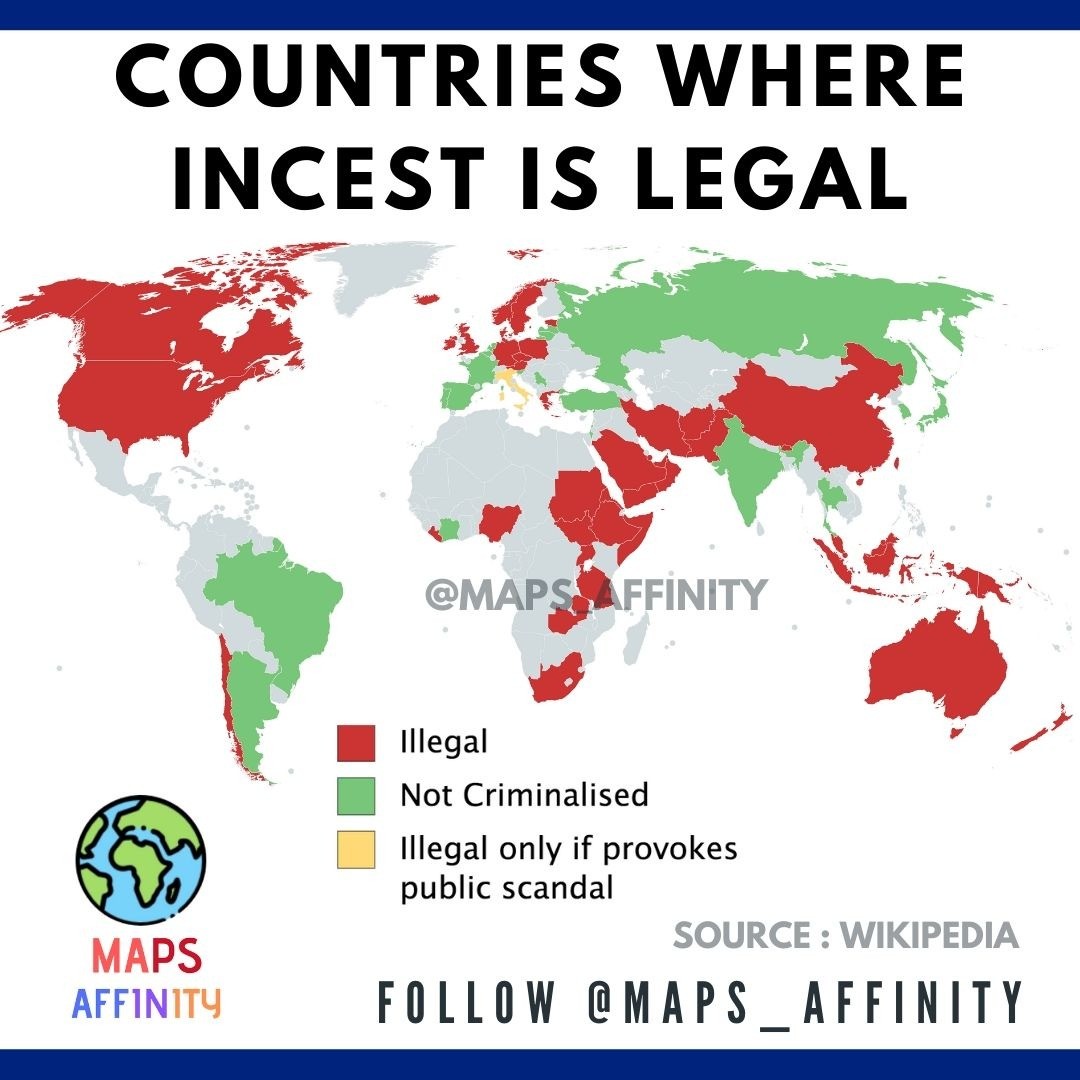 COUNTRIES WHERE
INCEST IS LEGAL
@MAPS_AFFINITY
Illegal
Not Criminalised
Illegal only if provokes
public scandal
MAPS
AFFINITY
SOURCE : WIKIPEDIA
FOLLOW @MAPS_AFFINITY